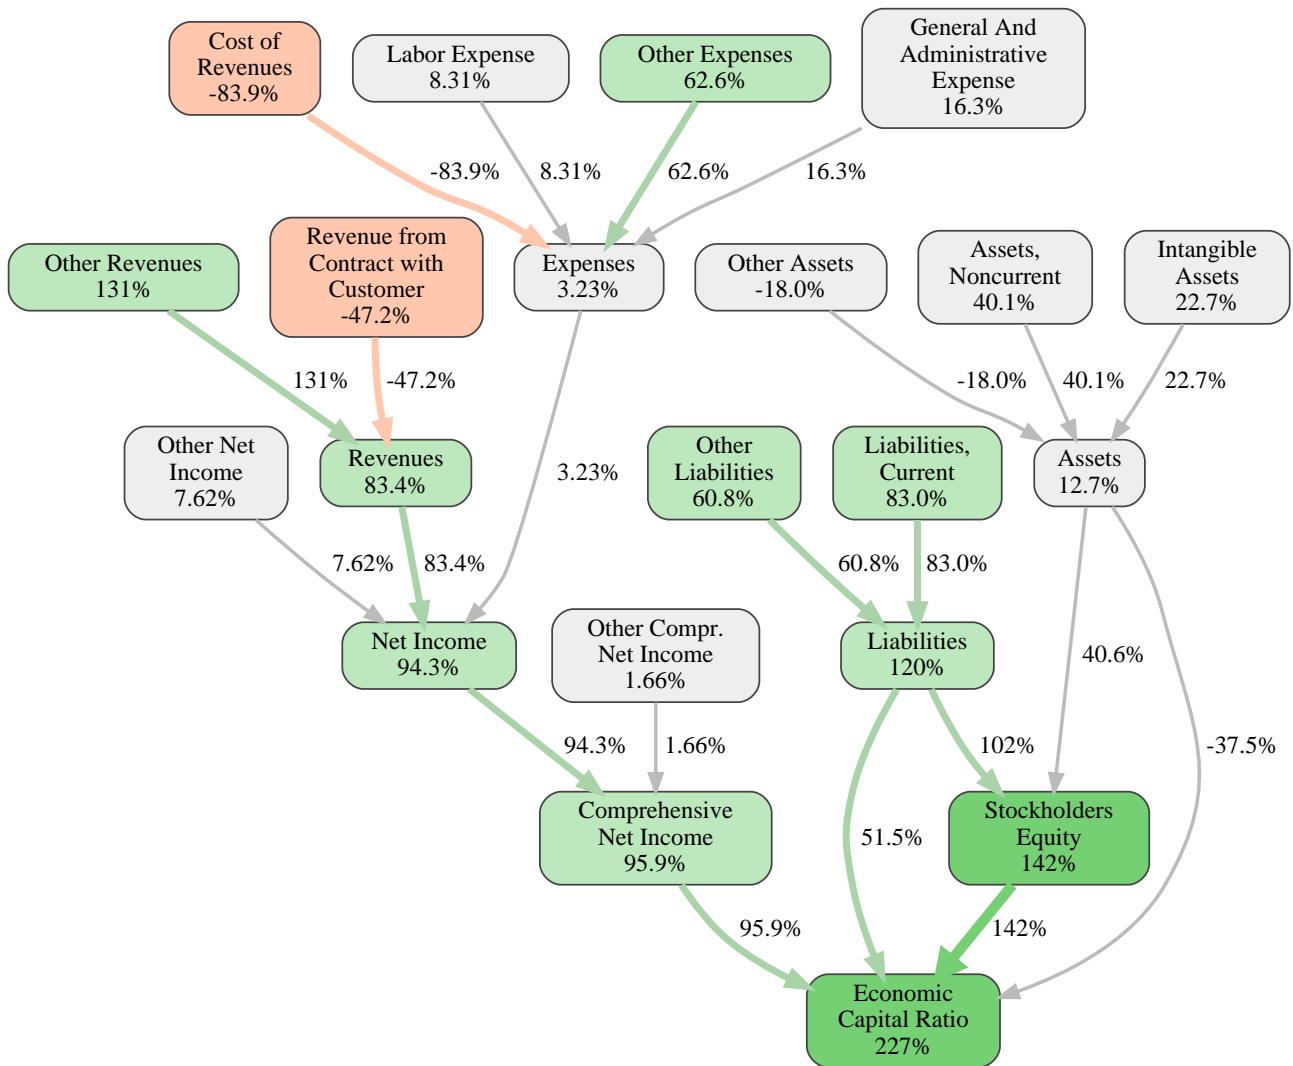 Cost of
Revenues
-83.9%
Labor Expense
8.31%
Other Expenses
62.6%
General And
Administrative
Expense
16.3%
-83.9%
8.31%
62.6%
16.3%
Other Revenues
131%
Revenue from
Contract with
Customer
-47.2%
Expenses
3.23%
Other Assets
-18.0%
Assets,
Noncurrent
40.1%
Intangible
Assets
22.7%
131%
-47.2%
-18.0%
40.1%
22.7%
Other Net
Income
7.62%
Revenues
83.4%
3.23%
Other
Liabilities
60.8%
Liabilities,
Current
83.0%
Assets
12.7%
7.62%
83.4%
60.8%
83.0%
Net Income
94.3%
Other Compr.
Net Income
1.66%
Liabilities
120%
40.6%
94.3%
1.66%
102%
-37.5%
Comprehensive
Net Income
95.9%
51.5%
Stockholders
Equity
142%
95.9%
142%
Economic
Capital Ratio
227%